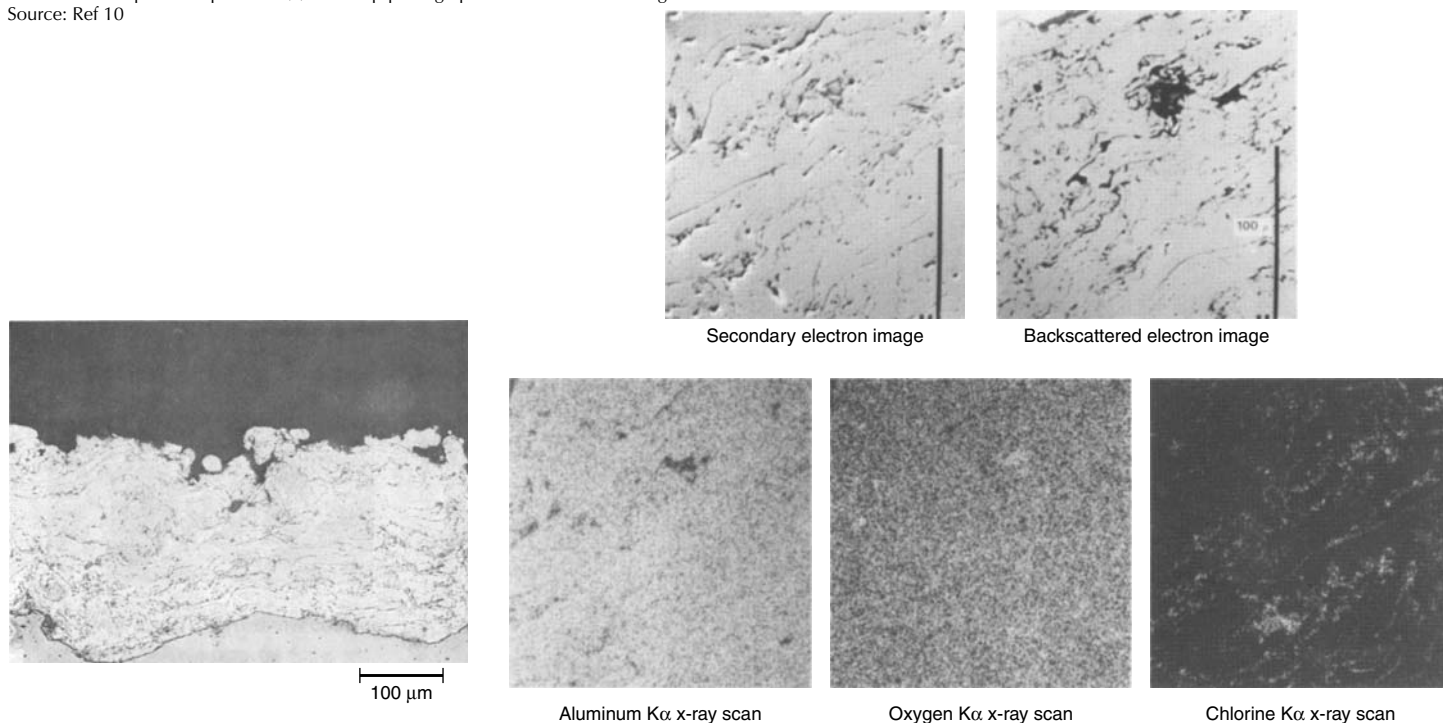 Source: Ref 10
100
Secondary electron image
Backscattered electron image
100 μm
Aluminum Kα x-ray scan
Oxygen Kα x-ray scan
Chlorine Kα x-ray scan